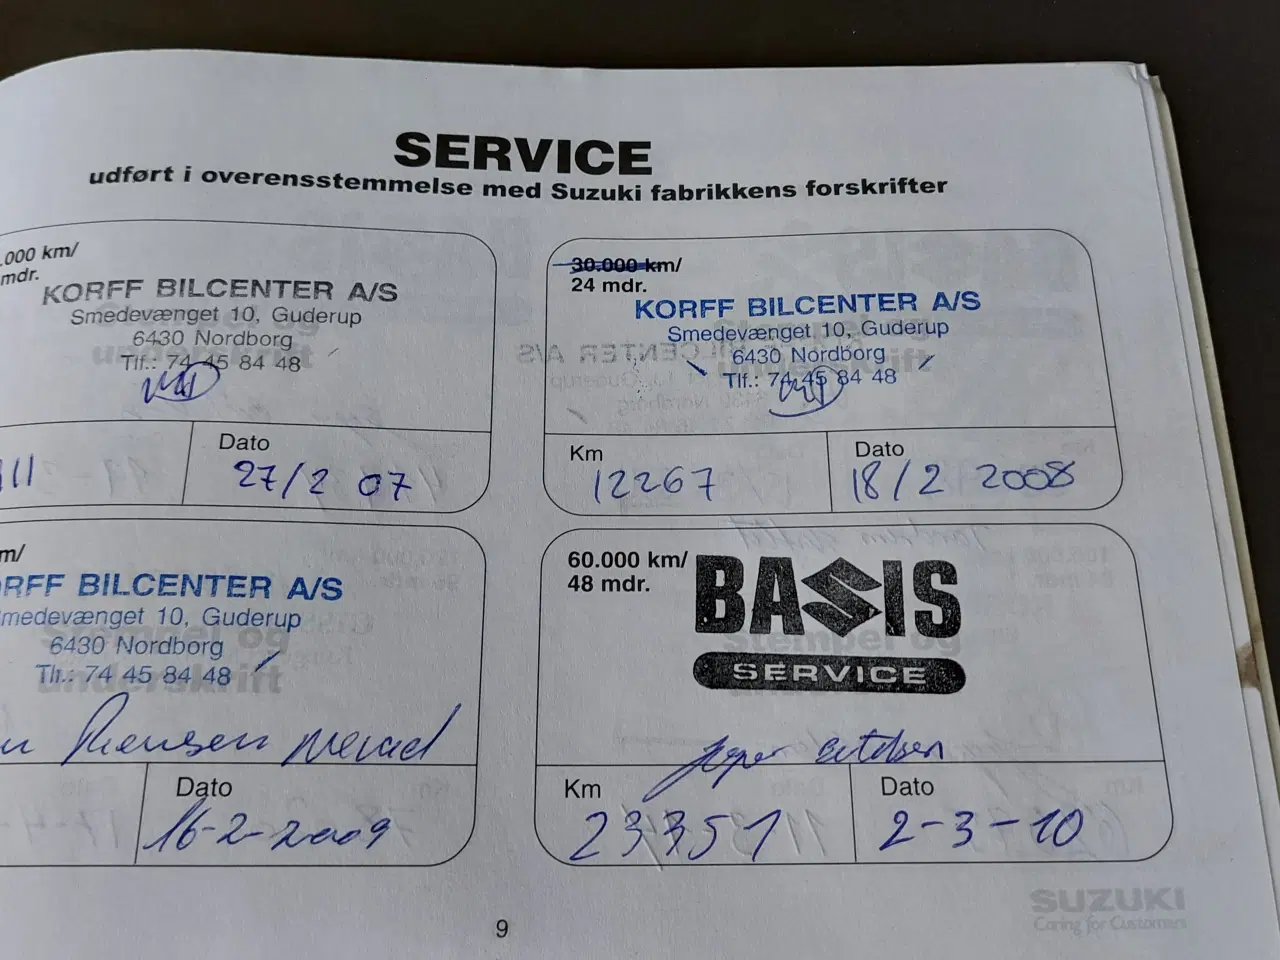 SERVICE
udført i overensstemmelse med Suzuki fabrikkens forskrifter
.000 km/
mdr.
KORFF BILCENTER A/S
Smedevænget 10, Guderup
6430 Nordborg
Tlf.: 74 45 84 48
Dato
27/2 07
30.000 km/
24 mdr.
KORFF BILCENTER A/S
Smedevænget 10, Guderup
6430 Nordborg
Tlf.: 74 45 84 48
Km
12267
Dato
18/2 2008
m/
RFF BILCENTER A/S
medevænget 10, Guderup
6430 Nordborg
Tlf.: 74 45 84 48
Dato
16-2-2009
60.000 km/
48 mdr.
BASIS
SERVICE
Km
23351
Dato
2-3-10
9
SUZUKI
Caring for Customers